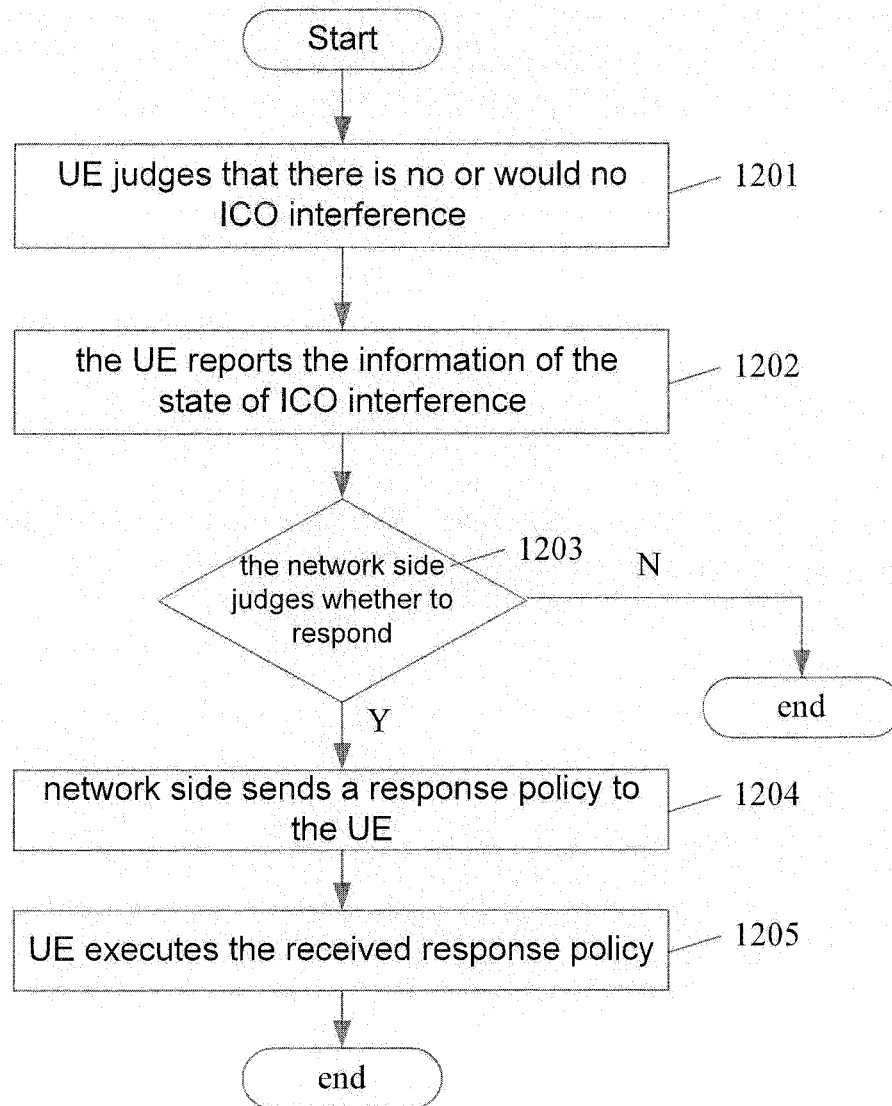 Start
UE judges that there is no or would no
ICO interference
1201
the UE reports the information of the
state of ICO interference
1202
the network side
judges whether to
respond
1203
N
end
Y
network side sends a response policy to
the UE
1204
UE executes the received response policy
1205
end